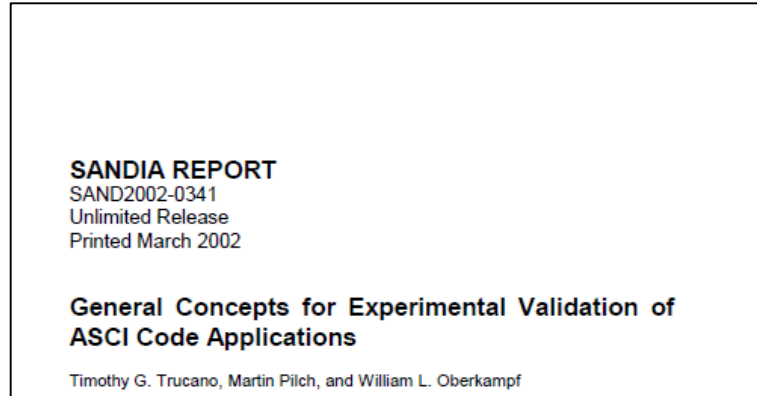 SANDIA REPORT
SAND2002-0341
Unlimited Release
Printed March 2002
General Concepts for Experimental Validation of
ASCI Code Applications
Timothy G. Trucano, Martin Pilch, and William L. Oberkampf